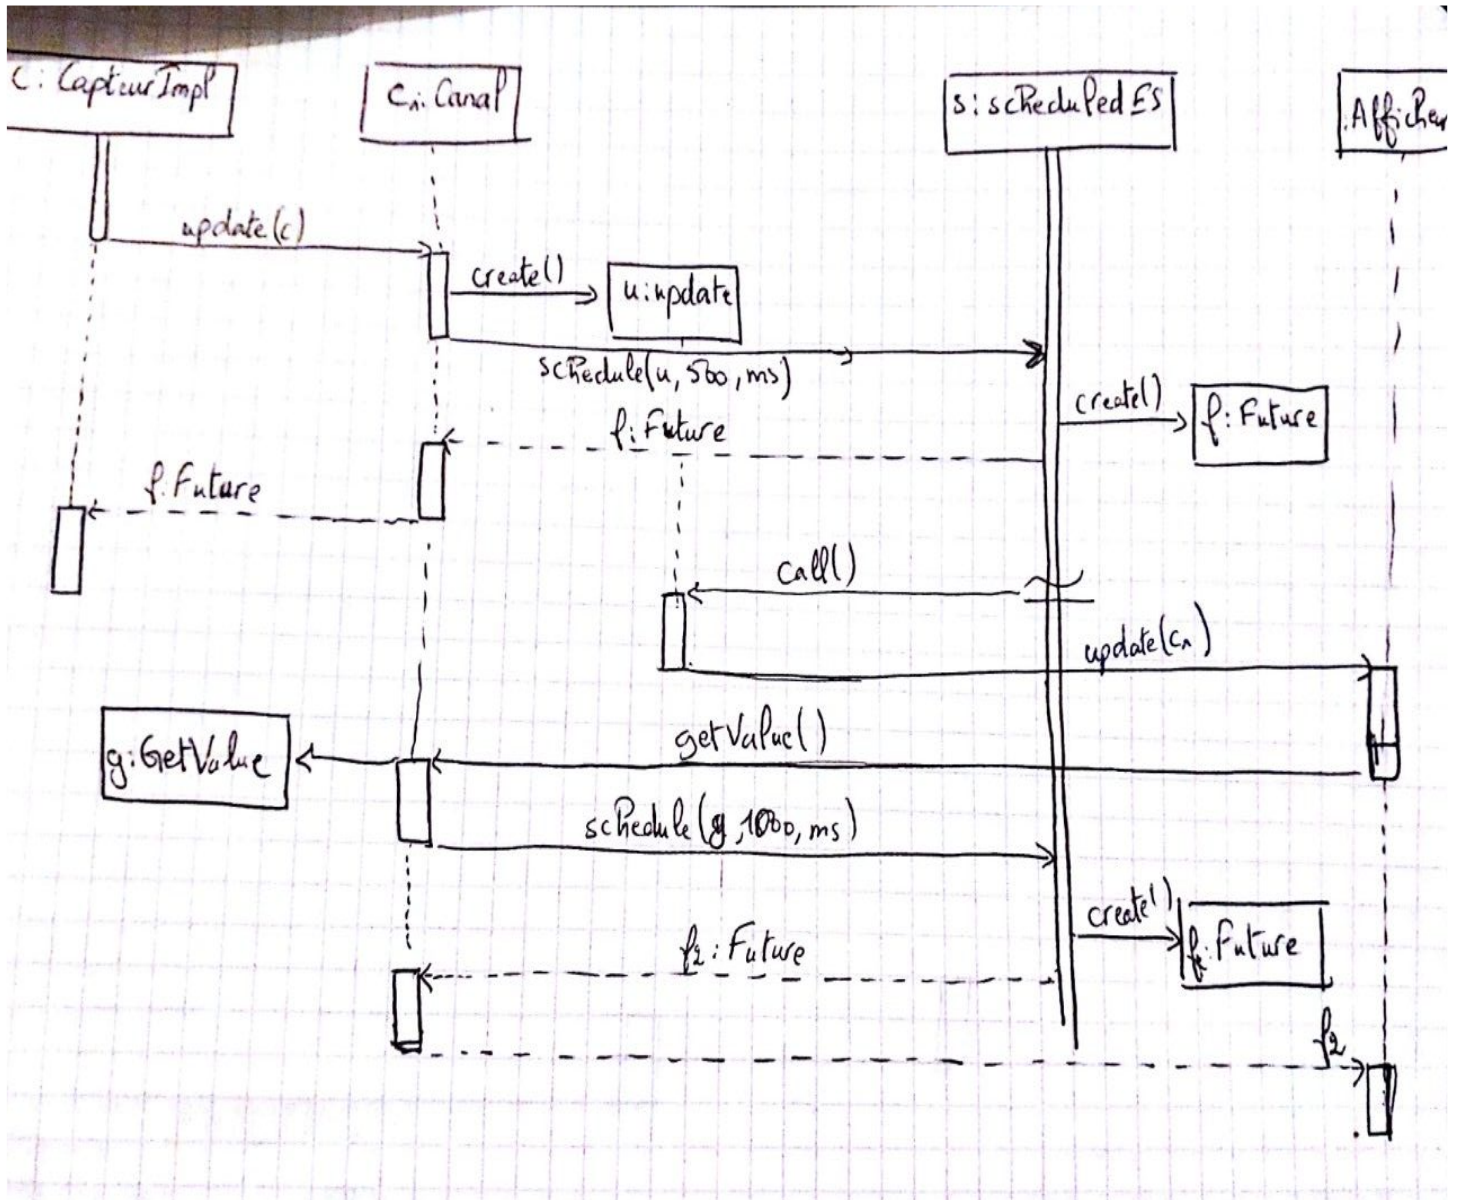 C: CapteurImpl
C1: Canal
s: scheduledES
:Afficheu
update(c)
create()
u: update
schedule(u, 500, ms)
create()
f: Future
f: Future
f: Future
call()
update(c1)
getValue()
g: GetValue
schedule(g, 1000, ms)
create()
f2: Future
f2: Future
f2